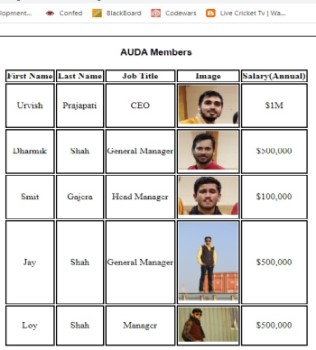 lopment... Confed BlackBoard Codewars Live Cricket Tv | Wa...
AUDA Members
First Name Last Name Job Title Image Salary(Annual)
Urvish Prajapati CEO $1M
Dharmik Shah General Manager $500,000
Smit Gajera Head Manager $100,000
Jay Shah General Manager $500,000
Loy Shah Manager $500,000